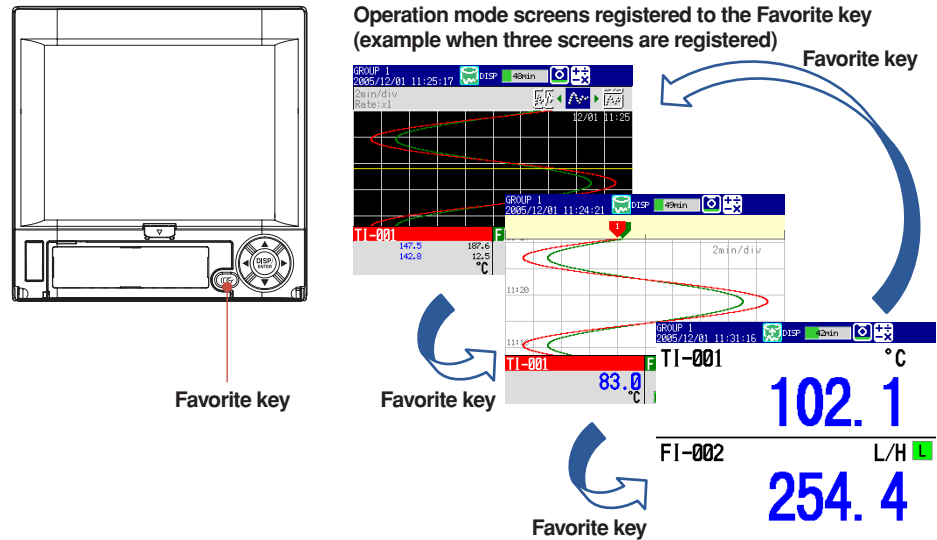 Operation mode screens registered to the Favorite key
(example when three screens are registered)
Favorite key
GROUP 1
2005/12/01 11:25:17 DISP 48min
2min/div
Rate:x1
12/01 11:25
TI-001 F
147.5 187.6
142.8 12.5
°C
GROUP 1
2005/12/01 11:24:21 DISP 49min
1
2min/div
11:20
TI-001 F
83.0
°C
GROUP 1
2005/12/01 11:31:16 DISP 42min
TI-001 °C
102.1
FI-002 L/H L
254.4
DISP/
ENTER
Favorite key
Favorite key
Favorite key